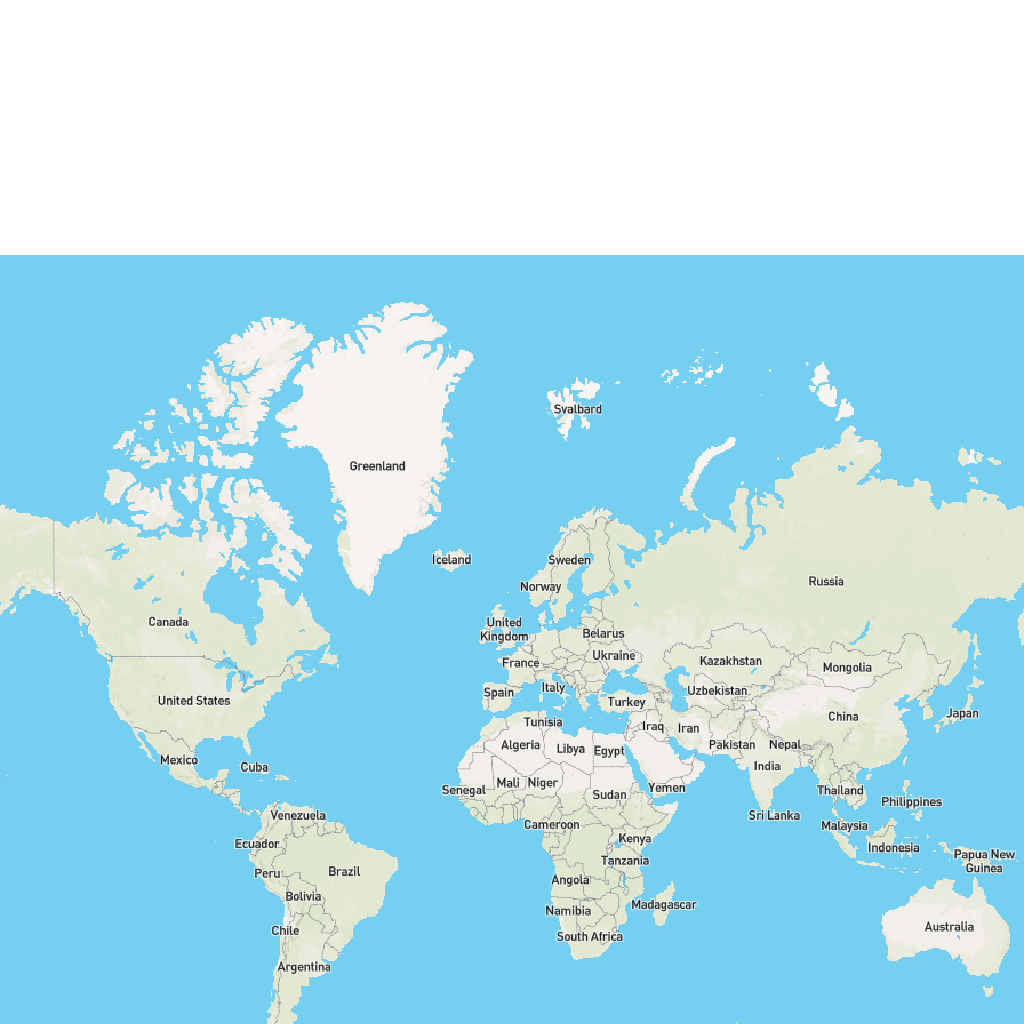 Svalbard
Greenland
Iceland
Sweden
Russia
Norway
Canada
United
Kingdom
Belarus
Ukraine
France
Kazakhstan
Mongolia
United States
Spain
Italy
Uzbekistan
Turkey
Japan
China
Tunisia
Iraq
Iran
Algeria
Libya
Egypt
Pakistan
Nepal
Mexico
Cuba
India
Mali
Niger
Senegal
Sudan
Yemen
Thailand
Philippines
Venezuela
Sri Lanka
Cameroon
Malaysia
Ecuador
Kenya
Indonesia
Papua New
Guinea
Tanzania
Peru
Brazil
Angola
Bolivia
Madagascar
Namibia
Chile
Australia
South Africa
Argentina